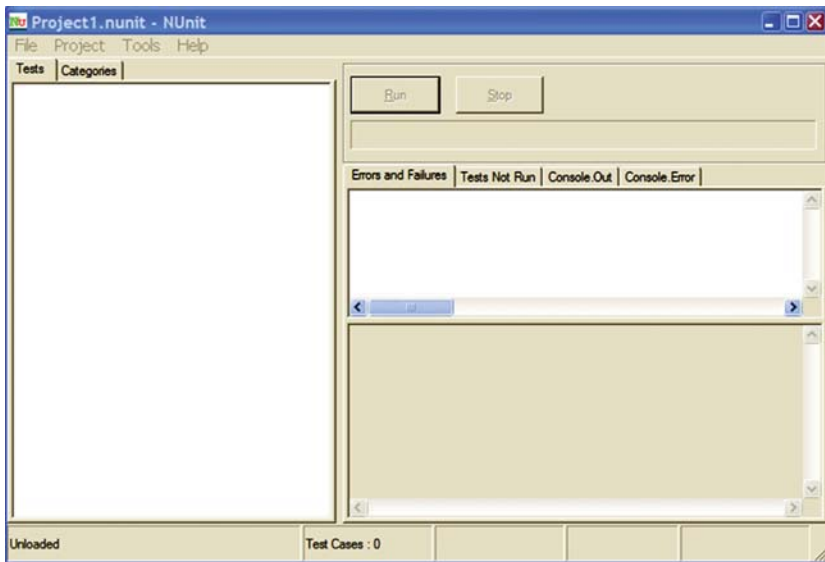 Nu Project1.nunit - NUnit
File Project Tools Help
Tests Categories
Run Stop
Errors and Failures Tests Not Run Console.Out Console.Error
Unloaded Test Cases : 0